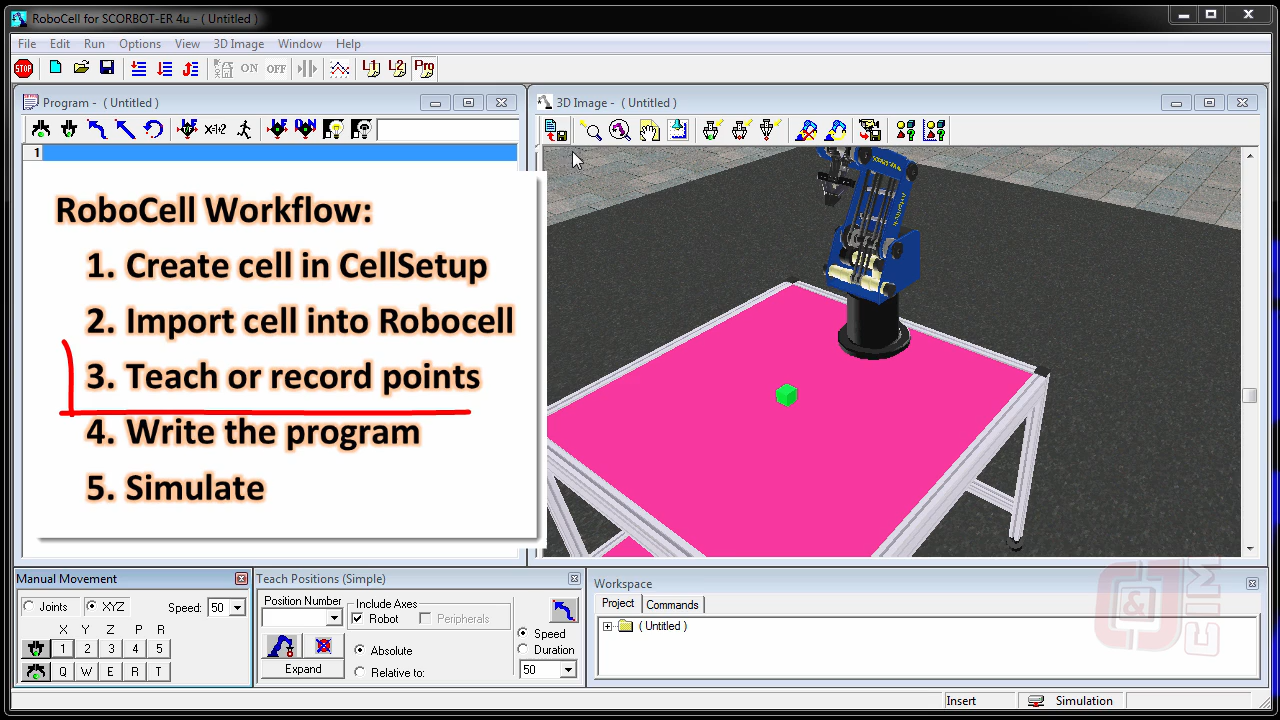 RoboCell for SCORBOT-ER 4u - ( Untitled )
File Edit Run Options View 3D Image Window Help
STOP ON OFF L1 L2 Prg
Program - ( Untitled )
3D Image - ( Untitled )
1
RoboCell Workflow:
1. Create cell in CellSetup
2. Import cell into Robocell
3. Teach or record points
4. Write the program
5. Simulate
Manual Movement
Joints XYZ Speed: 50
X Y Z P R
1 2 3 4 5
Q W E R T
Teach Positions (Simple)
Position Number
Include Axes
Robot Peripherals
Absolute
Relative to:
Expand
Speed
Duration
50
Workspace
Project Commands
( Untitled )
J&J CIM
Insert Simulation